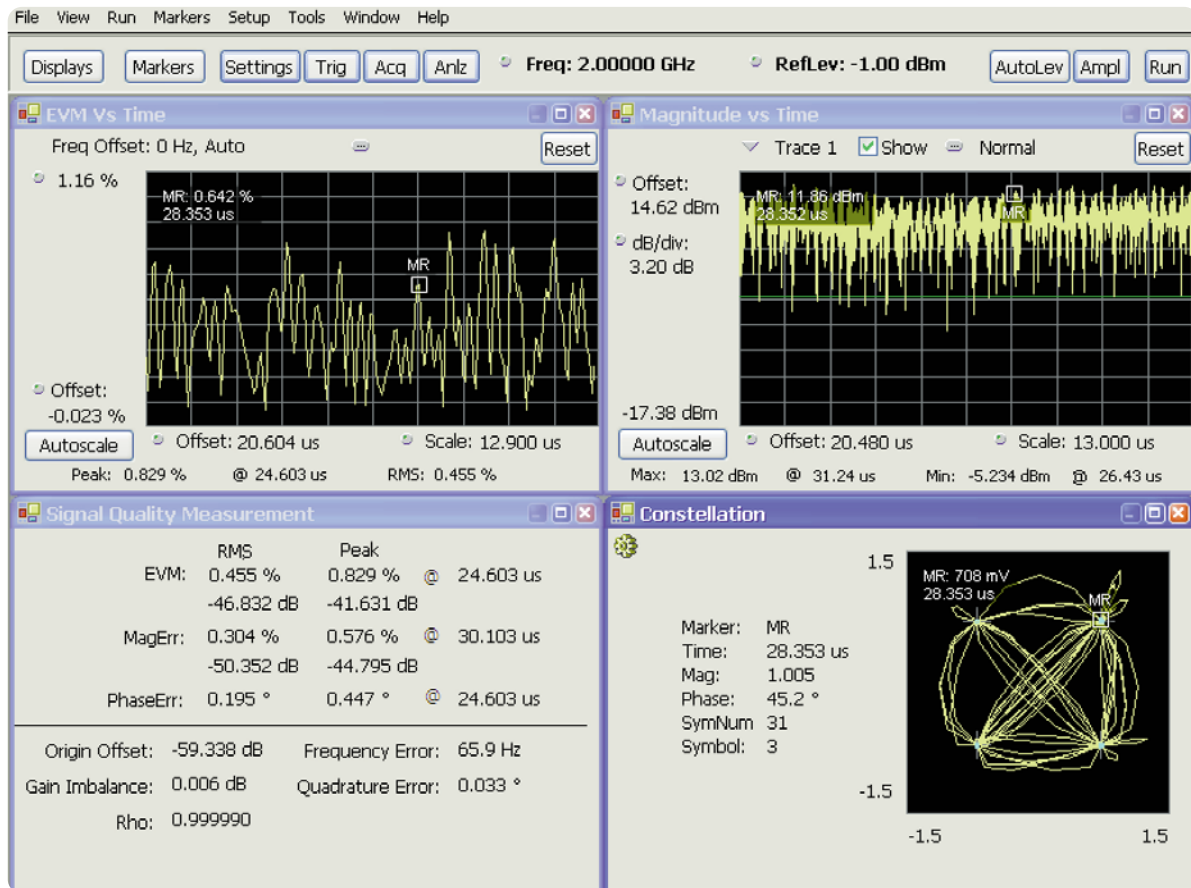 File View Run Markers Setup Tools Window Help
Displays Markers Settings Trig Acq Anlz Freq: 2.00000 GHz RefLev: -1.00 dBm AutoLev Ampl Run
EVM Vs Time
Freq Offset: 0 Hz, Auto Reset
1.16 %
MR: 0.642 %
28.353 us
MR
Offset:
-0.023 %
Autoscale Offset: 20.604 us Scale: 12.900 us
Peak: 0.829 % @ 24.603 us RMS: 0.455 %
Magnitude vs Time
Trace 1 Show Normal Reset
Offset:
14.62 dBm
dB/div:
3.20 dB
MR: 11.86 dBm
28.352 us
MR
-17.38 dBm
Autoscale Offset: 20.480 us Scale: 13.000 us
Max: 13.02 dBm @ 31.24 us Min: -5.234 dBm @ 26.43 us
Signal Quality Measurement
RMS Peak
EVM: 0.455 % 0.829 % @ 24.603 us
-46.832 dB -41.631 dB
MagErr: 0.304 % 0.576 % @ 30.103 us
-50.352 dB -44.795 dB
PhaseErr: 0.195 ° 0.447 ° @ 24.603 us
Origin Offset: -59.338 dB Frequency Error: 65.9 Hz
Gain Imbalance: 0.006 dB Quadrature Error: 0.033 °
Rho: 0.999990
Constellation
1.5
MR: 708 mV
28.353 us
MR
Marker: MR
Time: 28.353 us
Mag: 1.005
Phase: 45.2 °
SymNum 31
Symbol: 3
-1.5
-1.5 1.5